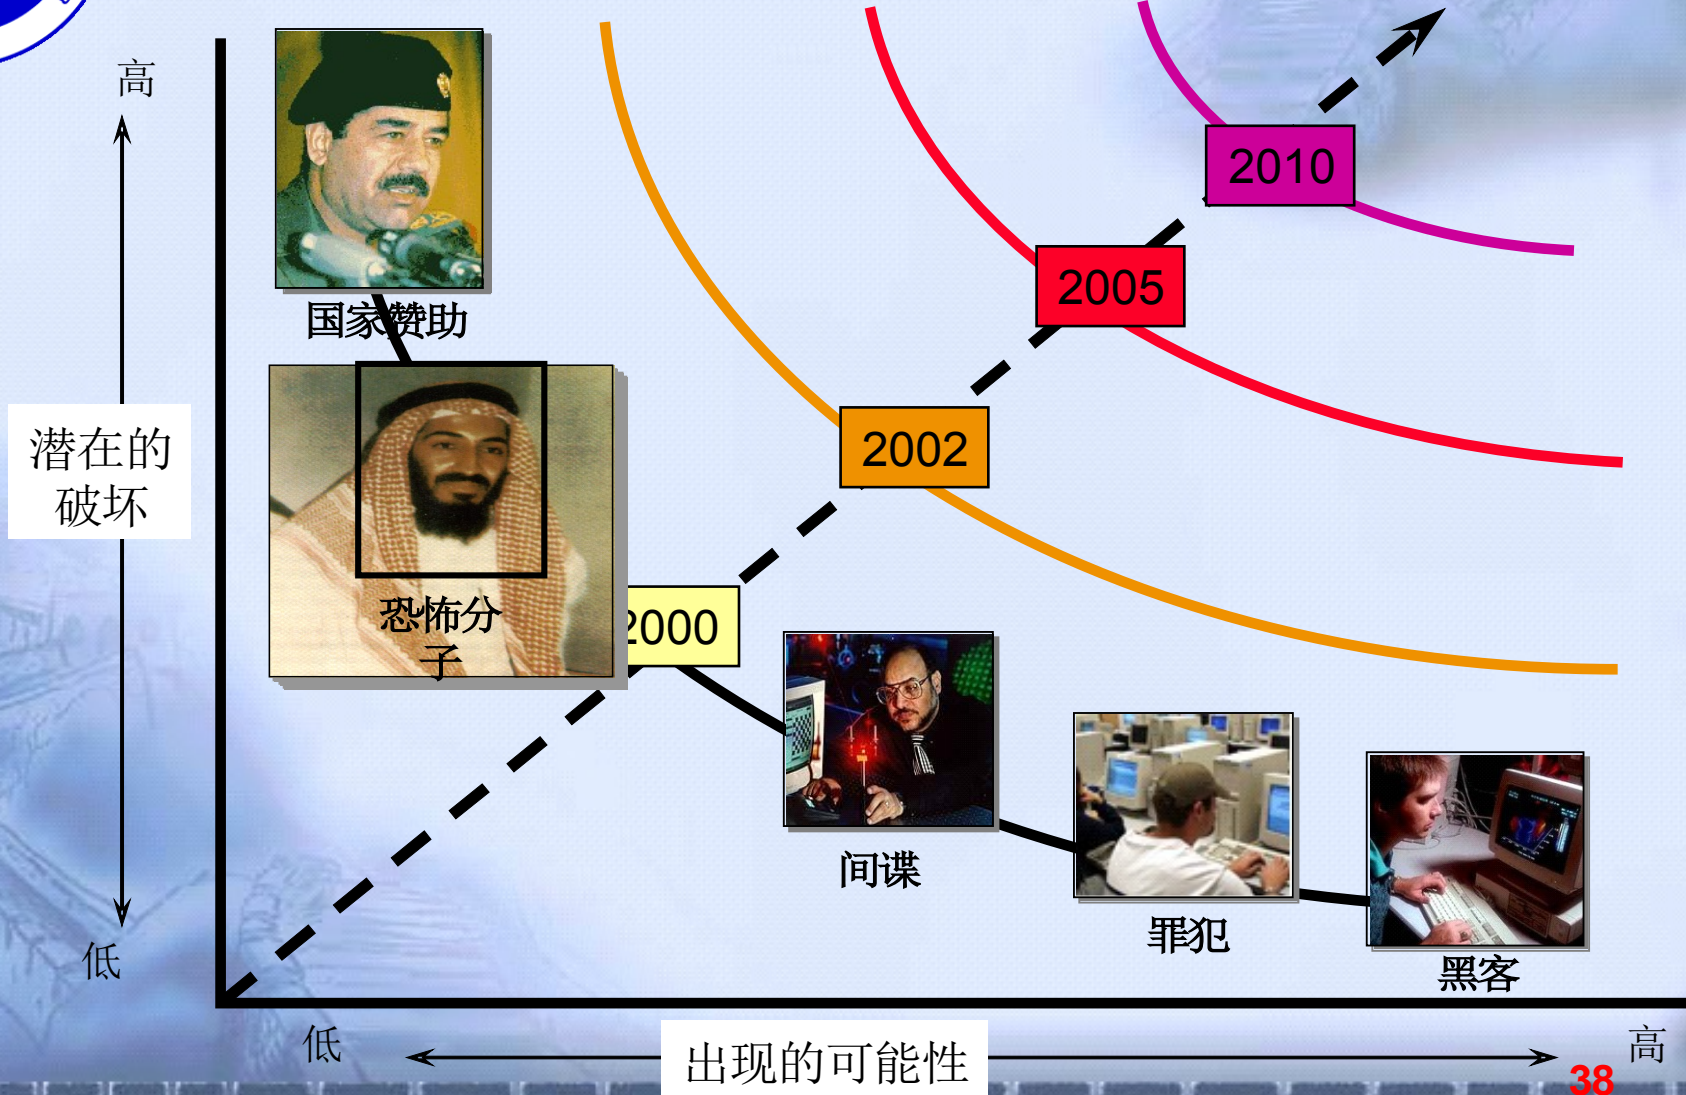 高
国家赞助
潜在的
破坏
恐怖分
子
2010
2005
2002
2000
间谍
罪犯
黑客
低
低
出现的可能性
高
38